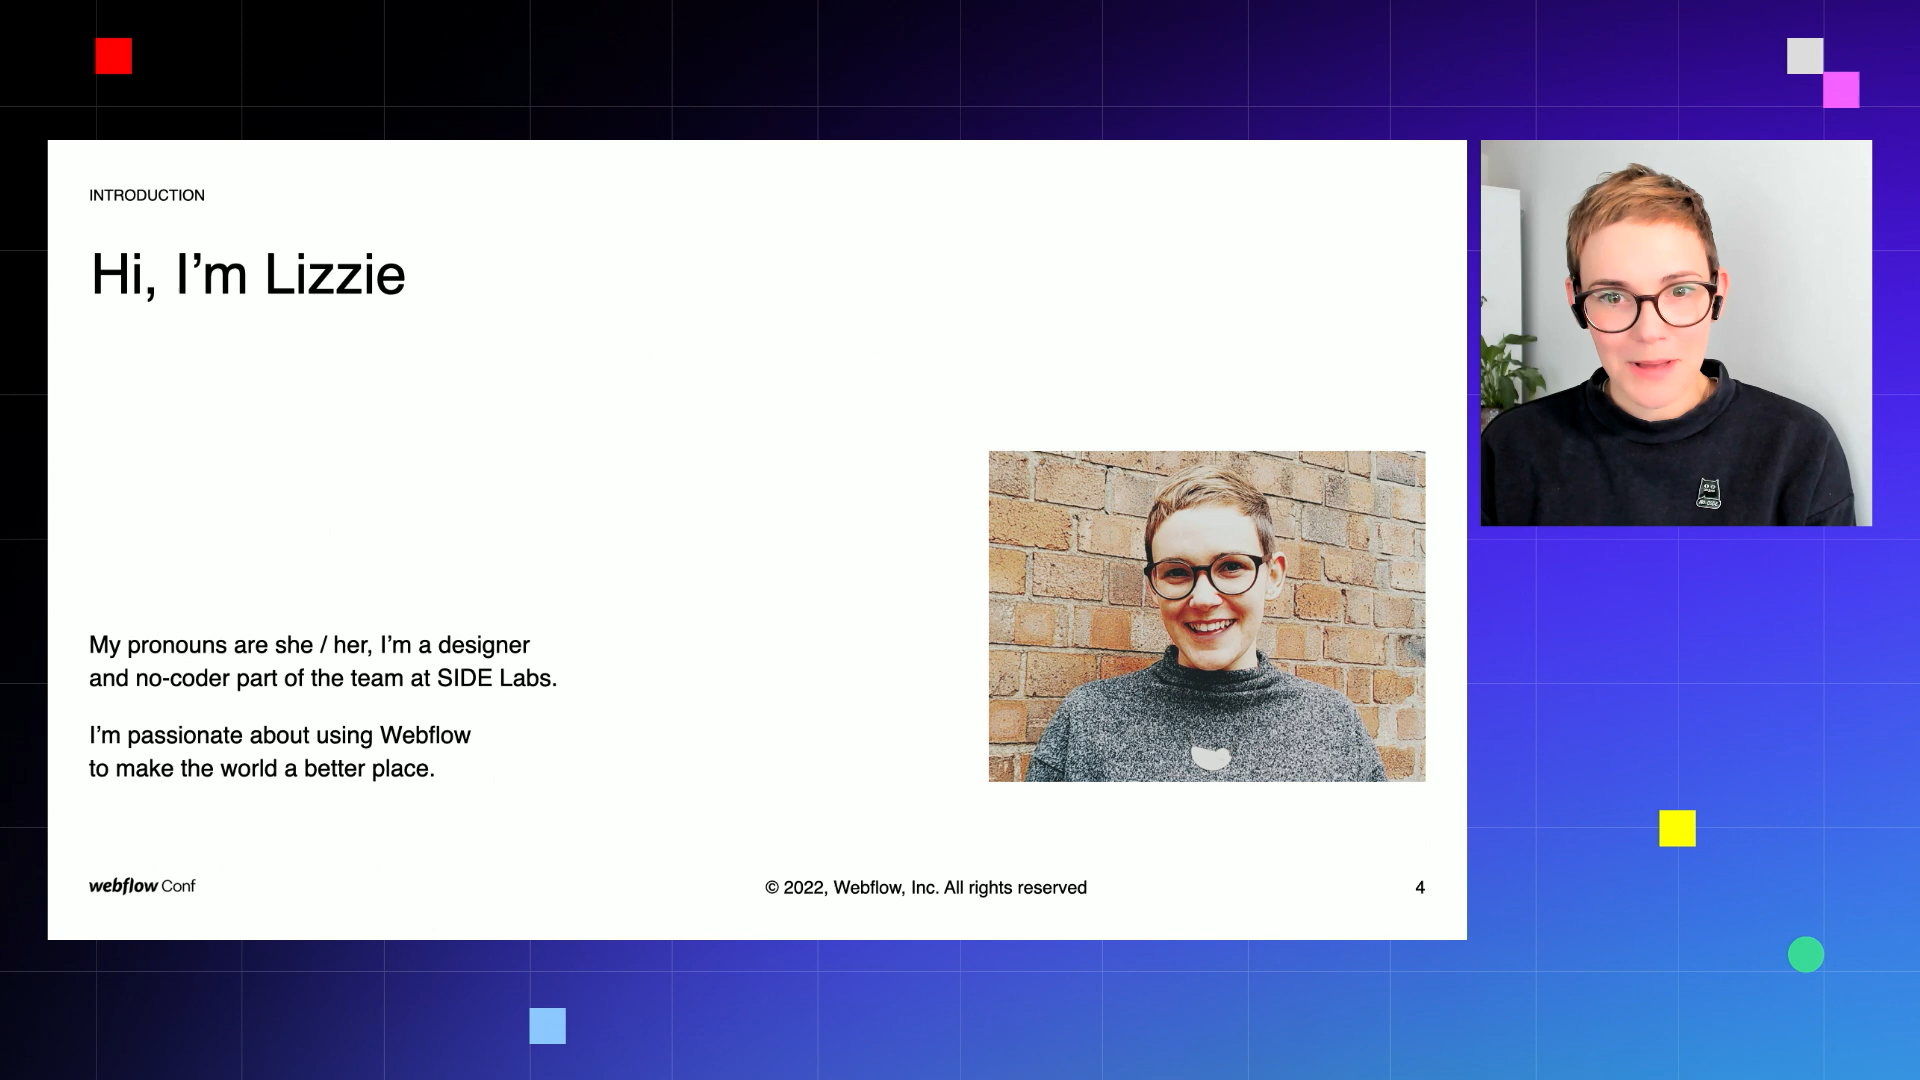 INTRODUCTION
Hi, I’m Lizzie
My pronouns are she / her, I’m a designer
and no-coder part of the team at SIDE Labs.
I’m passionate about using Webflow
to make the world a better place.
webflow Conf
© 2022, Webflow, Inc. All rights reserved
4